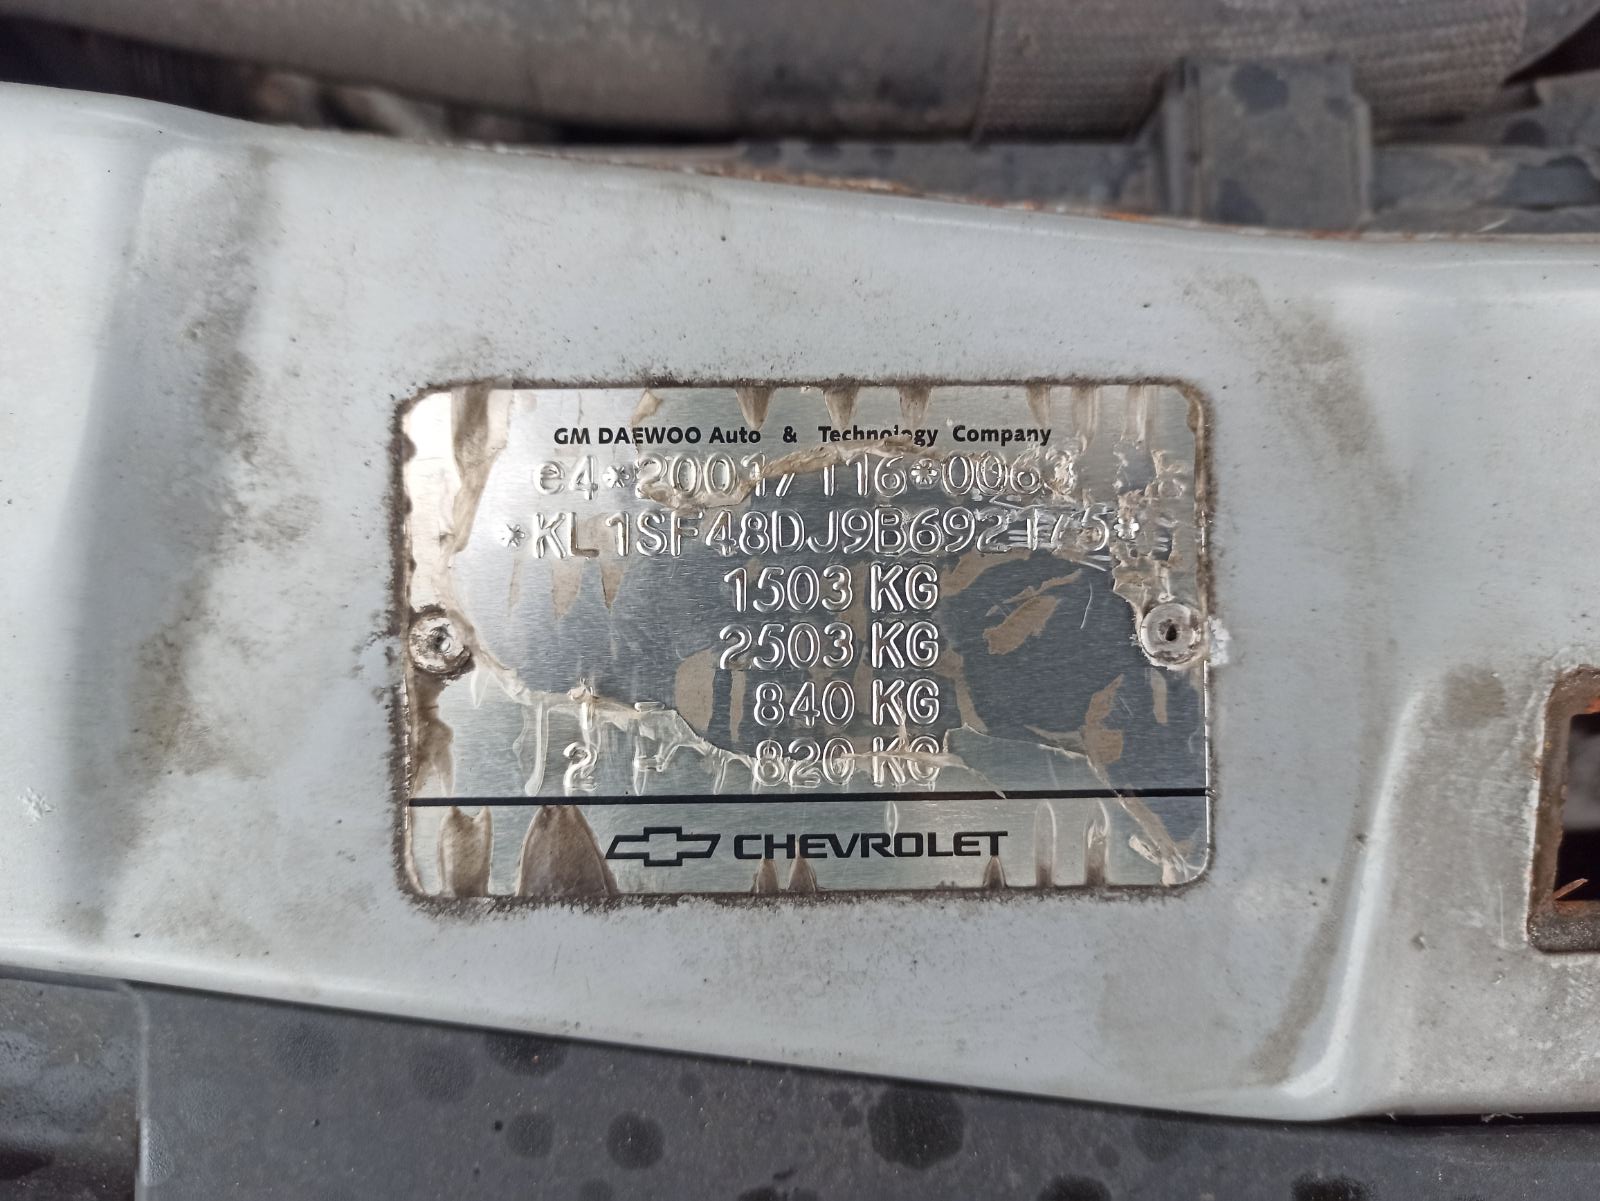 GM DAEWOO Auto & Technology Company
e4*2001/116*0063
*KL1SF48DJ9B692175*
1503 KG
2503 KG
1 - 840 KG
2 - 820 KG
CHEVROLET